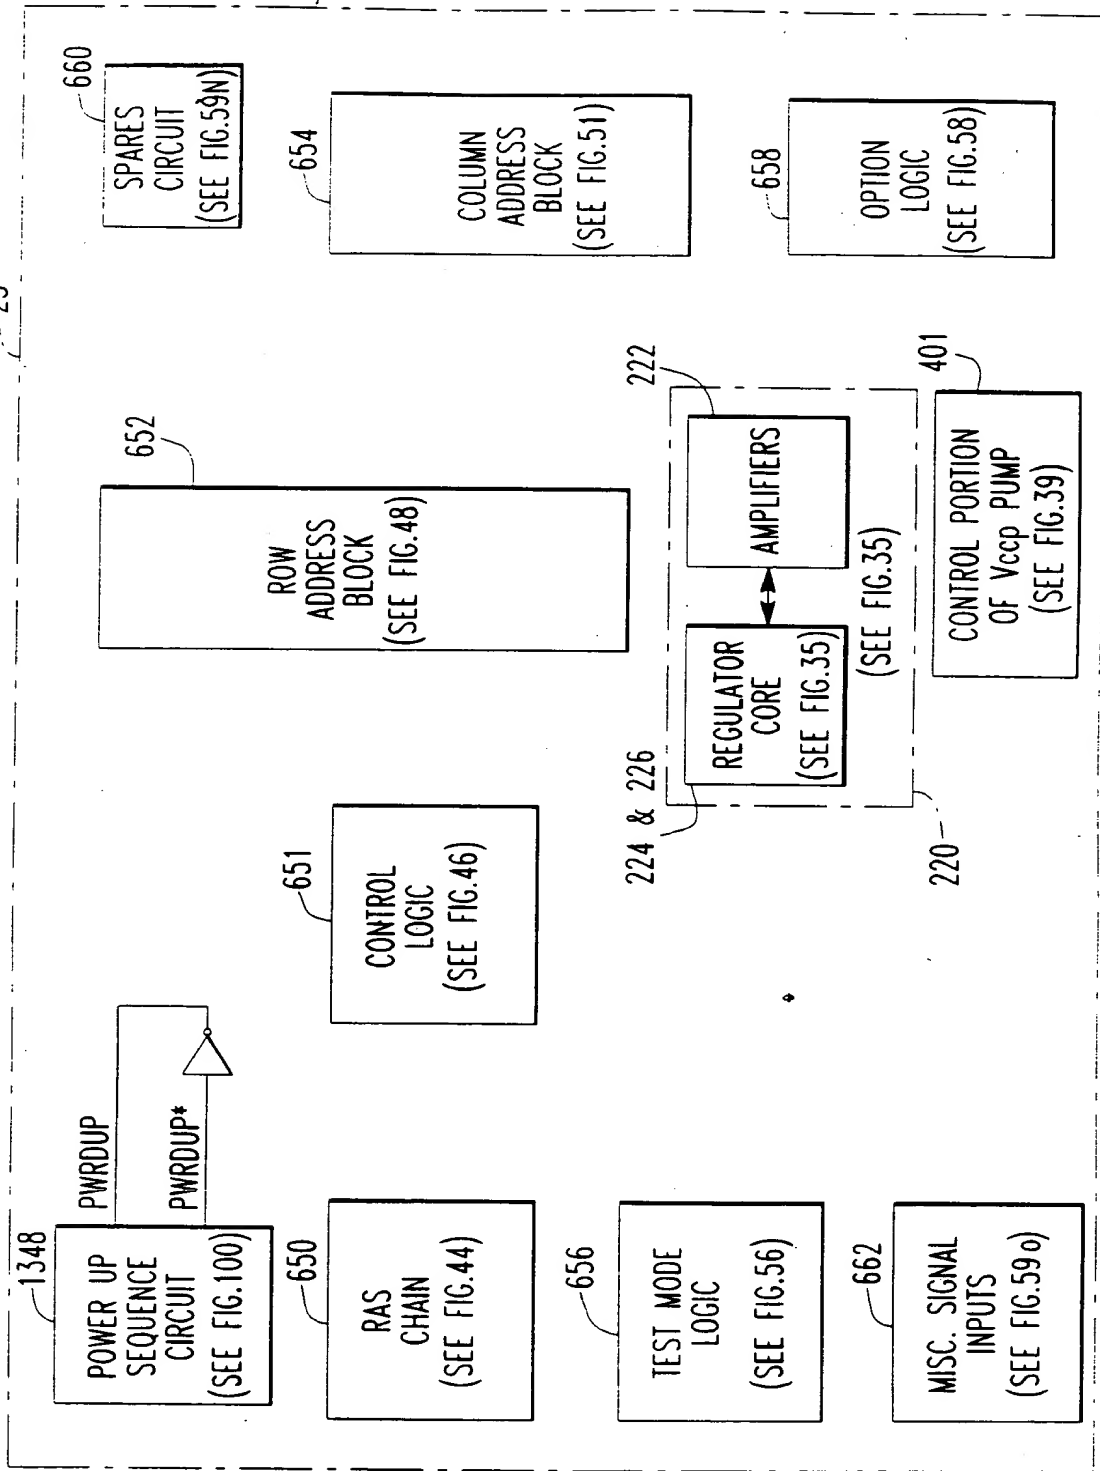 1348
POWER UP
SEQUENCE
CIRCUIT
(SEE FIG.100)
PWRDUP
PWRDUP*
660
SPARES
CIRCUIT
(SEE FIG.59N)
650
RAS
CHAIN
(SEE FIG.44)
651
CONTROL
LOGIC
(SEE FIG.46)
652
ROW
ADDRESS
BLOCK
(SEE FIG.48)
654
COLUMN
ADDRESS
BLOCK
(SEE FIG.51)
656
TEST MODE
LOGIC
(SEE FIG.56)
224 & 226
REGULATOR
CORE
(SEE FIG.35)
222
AMPLIFIERS
(SEE FIG.35)
220
658
OPTION
LOGIC
(SEE FIG.58)
662
MISC. SIGNAL
INPUTS
(SEE FIG.59o)
401
CONTROL PORTION
OF Vccp PUMP
(SEE FIG.39)